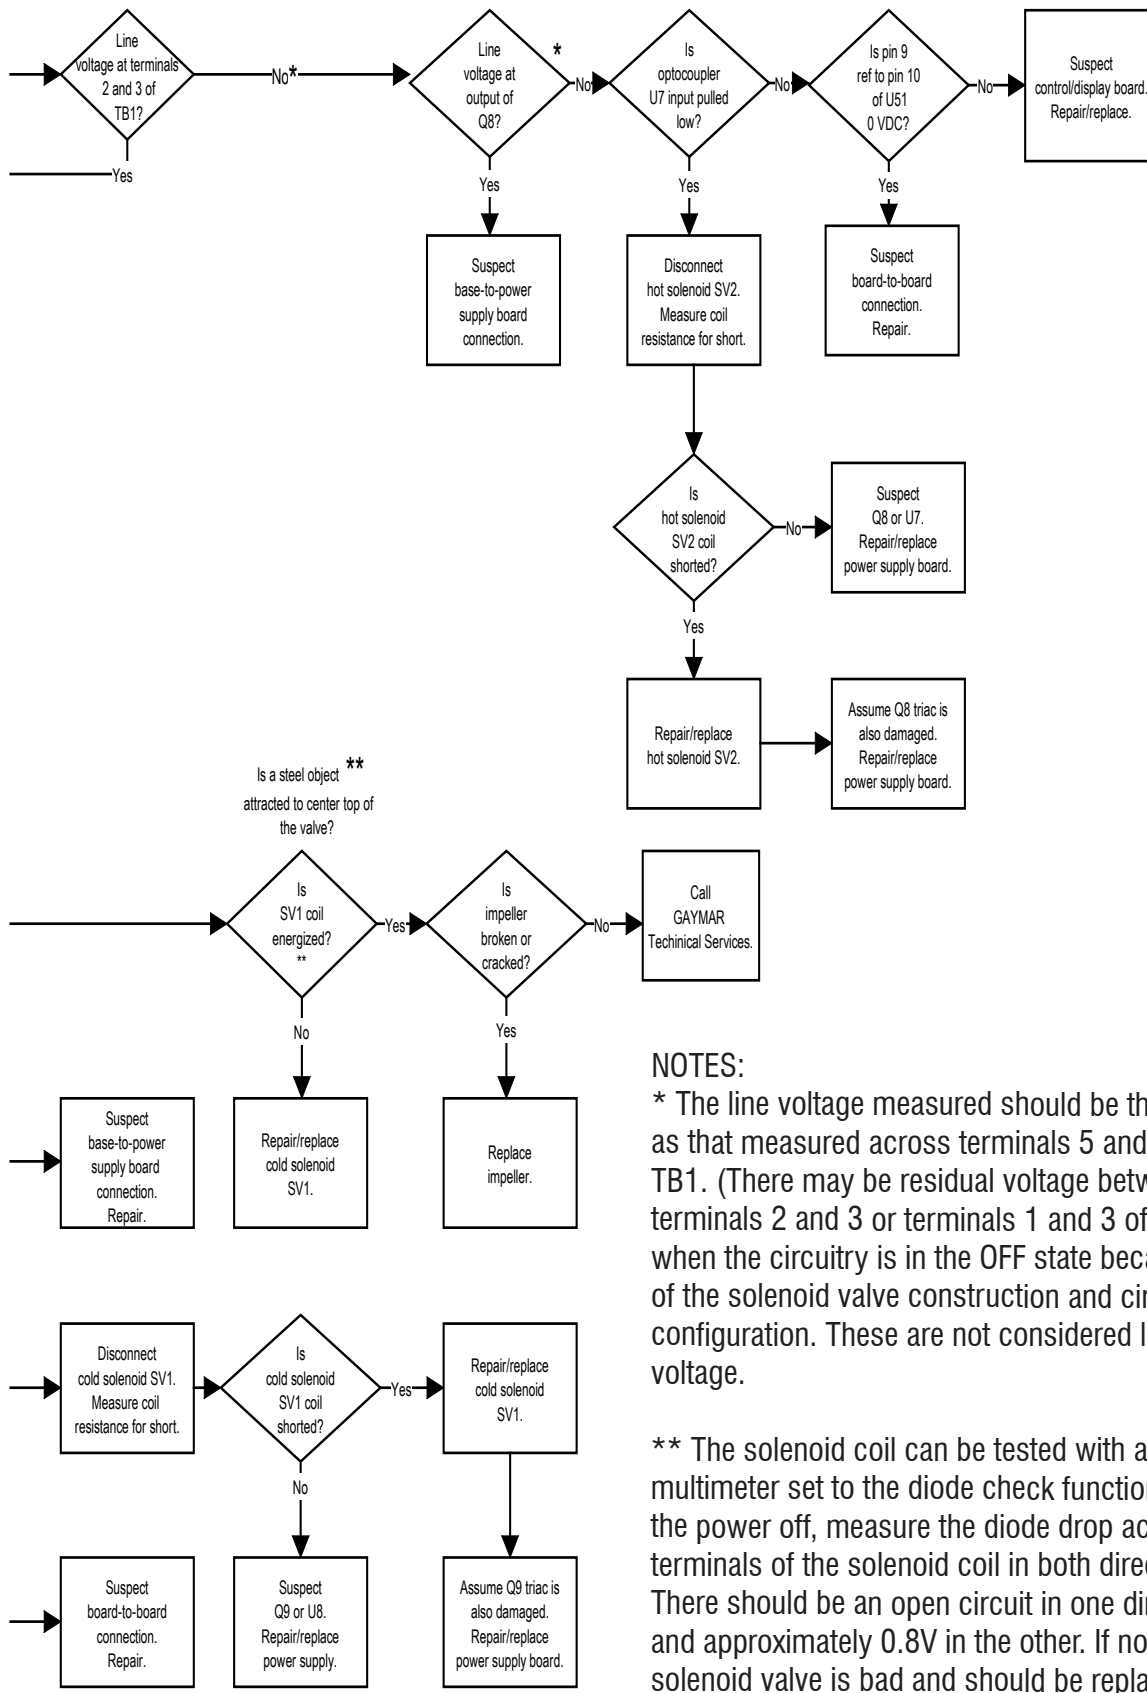 Line
voltage at terminals
2 and 3 of
TB1?
No*
Yes
Line
voltage at
output of
Q8?
*
No
Yes
Is
optocoupler
U7 input pulled
low?
No
Yes
Is pin 9
ref to pin 10
of U51
0 VDC?
No
Yes
Suspect
control/display board.
Repair/replace.
Suspect
base-to-power
supply board
connection.
Disconnect
hot solenoid SV2.
Measure coil
resistance for short.
Suspect
board-to-board
connection.
Repair.
Is
hot solenoid
SV2 coil
shorted?
No
Yes
Suspect
Q8 or U7.
Repair/replace
power supply board.
Repair/replace
hot solenoid SV2.
Assume Q8 triac is
also damaged.
Repair/replace
power supply board.
Is a steel object **
attracted to center top of
the valve?
Is
SV1 coil
energized?
**
Yes
No
Is
impeller
broken or
cracked?
No
Yes
Call
GAYMAR
Techinical Services.
Suspect
base-to-power
supply board
connection.
Repair.
Repair/replace
cold solenoid
SV1.
Replace
impeller.
Disconnect
cold solenoid SV1.
Measure coil
resistance for short.
Is
cold solenoid
SV1 coil
shorted?
Yes
No
Repair/replace
cold solenoid
SV1.
Suspect
board-to-board
connection.
Repair.
Suspect
Q9 or U8.
Repair/replace
power supply.
Assume Q9 triac is
also damaged.
Repair/replace
power supply board.
NOTES:
* The line voltage measured should be th
as that measured across terminals 5 and
TB1. (There may be residual voltage betw
terminals 2 and 3 or terminals 1 and 3 of
when the circuitry is in the OFF state beca
of the solenoid valve construction and cir
configuration. These are not considered l
voltage.
** The solenoid coil can be tested with a
multimeter set to the diode check function
the power off, measure the diode drop ac
terminals of the solenoid coil in both direc
There should be an open circuit in one di
and approximately 0.8V in the other. If no
solenoid valve is bad and should be repla